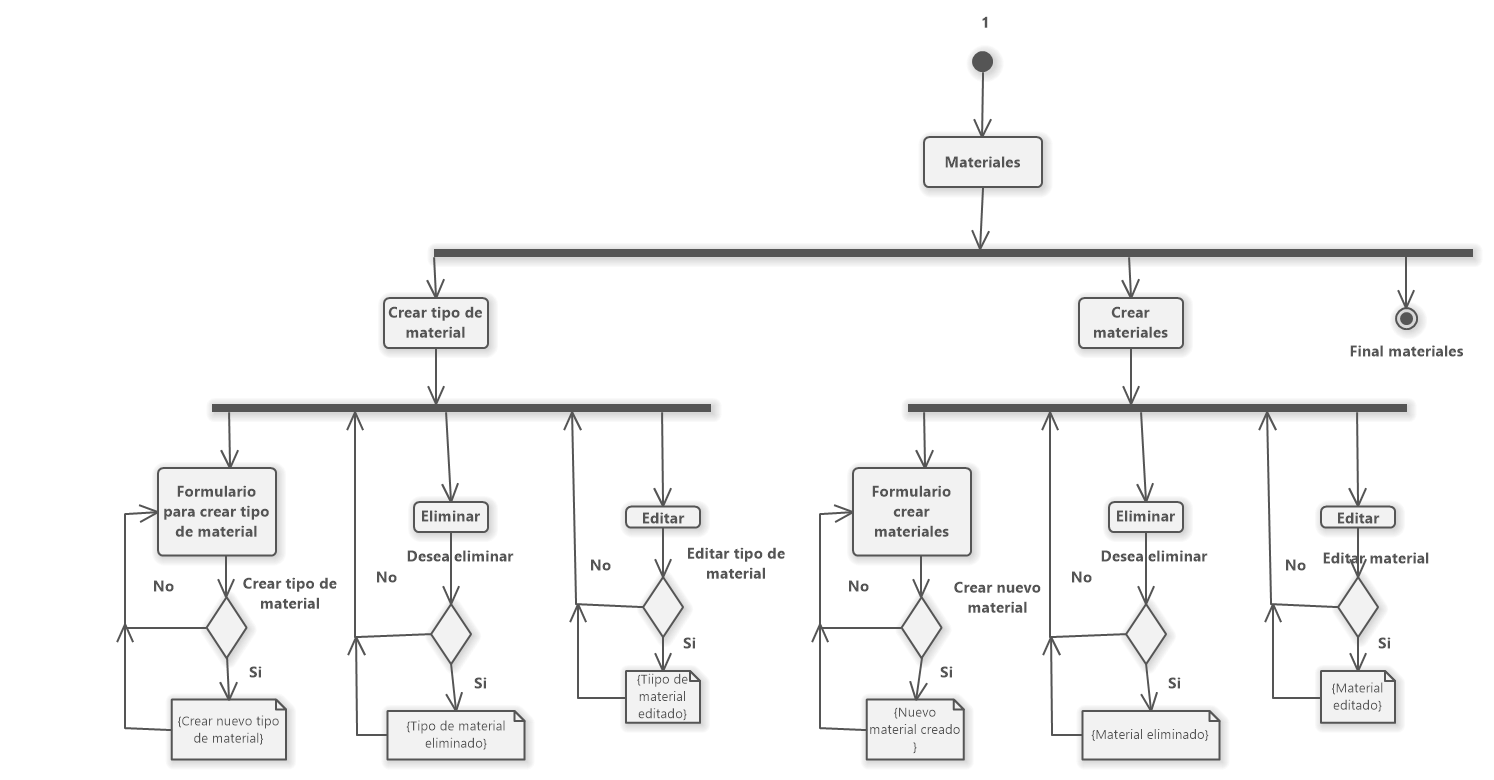 1
Materiales
Crear tipo de
material
Crear
materiales
Final materiales
Formulario
para crear tipo
de material
Eliminar
Editar
Formulario
crear
materiales
Eliminar
Editar
Desea eliminar
Editar tipo de
material
Desea eliminar
Editar material
No
Crear tipo de
material
No
No
No
Crear nuevo
material
No
No
Si
Si
Si
Si
Si
Si
{Crear nuevo tipo
de material}
{Tipo de material
eliminado}
{Tiipo de
material
editado}
{Nuevo
material creado
}
{Material eliminado}
{Material
editado}